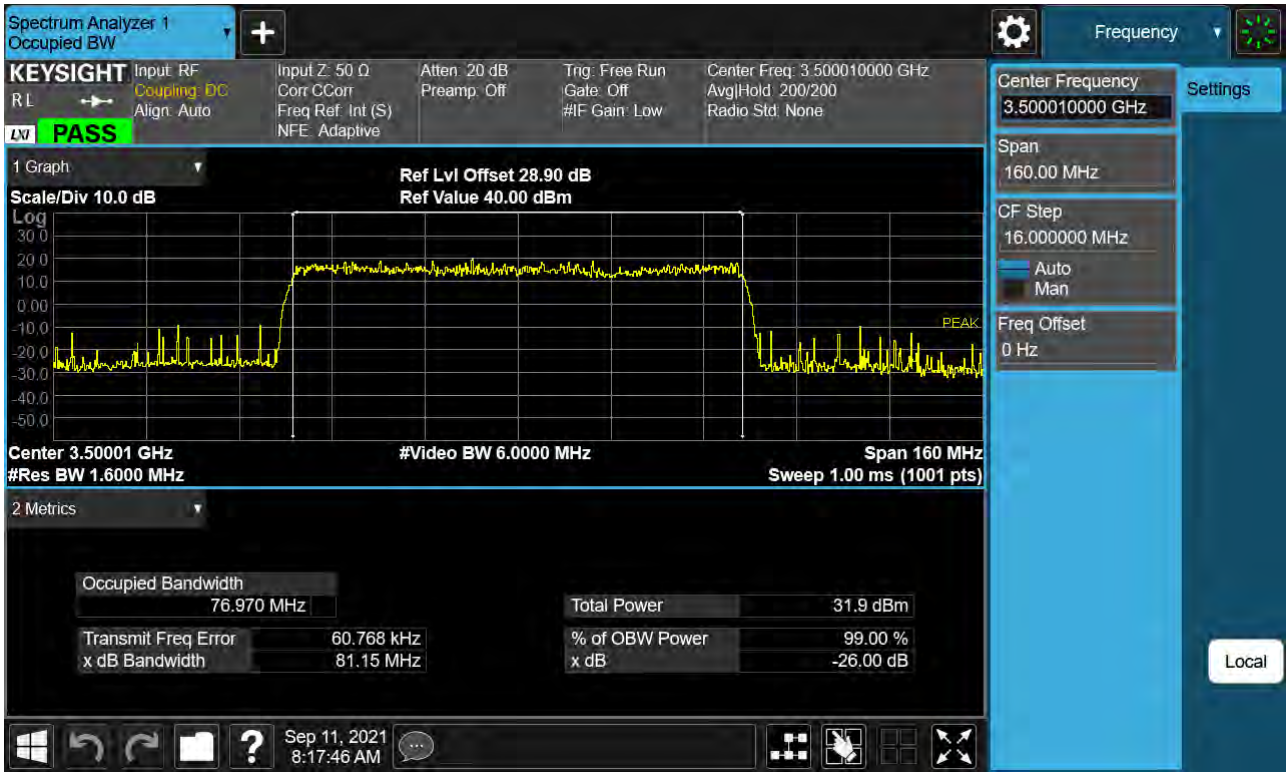 Spectrum Analyzer 1
Occupied BW
+
Frequency
KEYSIGHT
RL
LXI PASS
Input: RF
Coupling: DC
Align: Auto
Input Z: 50 Ω
Corr CCorr
Freq Ref: Int (S)
NFE: Adaptive
Atten: 20 dB
Preamp: Off
Trig: Free Run
Gate: Off
#IF Gain: Low
Center Freq: 3.500010000 GHz
Avg|Hold: 200/200
Radio Std: None
Center Frequency
3.500010000 GHz
Settings
Span
160.00 MHz
CF Step
16.000000 MHz
Auto
Man
Freq Offset
0 Hz
Local
1 Graph
Scale/Div 10.0 dB
Ref Lvl Offset 28.90 dB
Ref Value 40.00 dBm
Log
30.0
20.0
10.0
0.00
-10.0
-20.0
-30.0
-40.0
-50.0
PEAK
Center 3.50001 GHz
#Video BW 6.0000 MHz
Span 160 MHz
#Res BW 1.6000 MHz
Sweep 1.00 ms (1001 pts)
2 Metrics
Occupied Bandwidth
76.970 MHz
Transmit Freq Error 60.768 kHz
x dB Bandwidth 81.15 MHz
Total Power 31.9 dBm
% of OBW Power 99.00 %
x dB -26.00 dB
?
Sep 11, 2021
8:17:46 AM